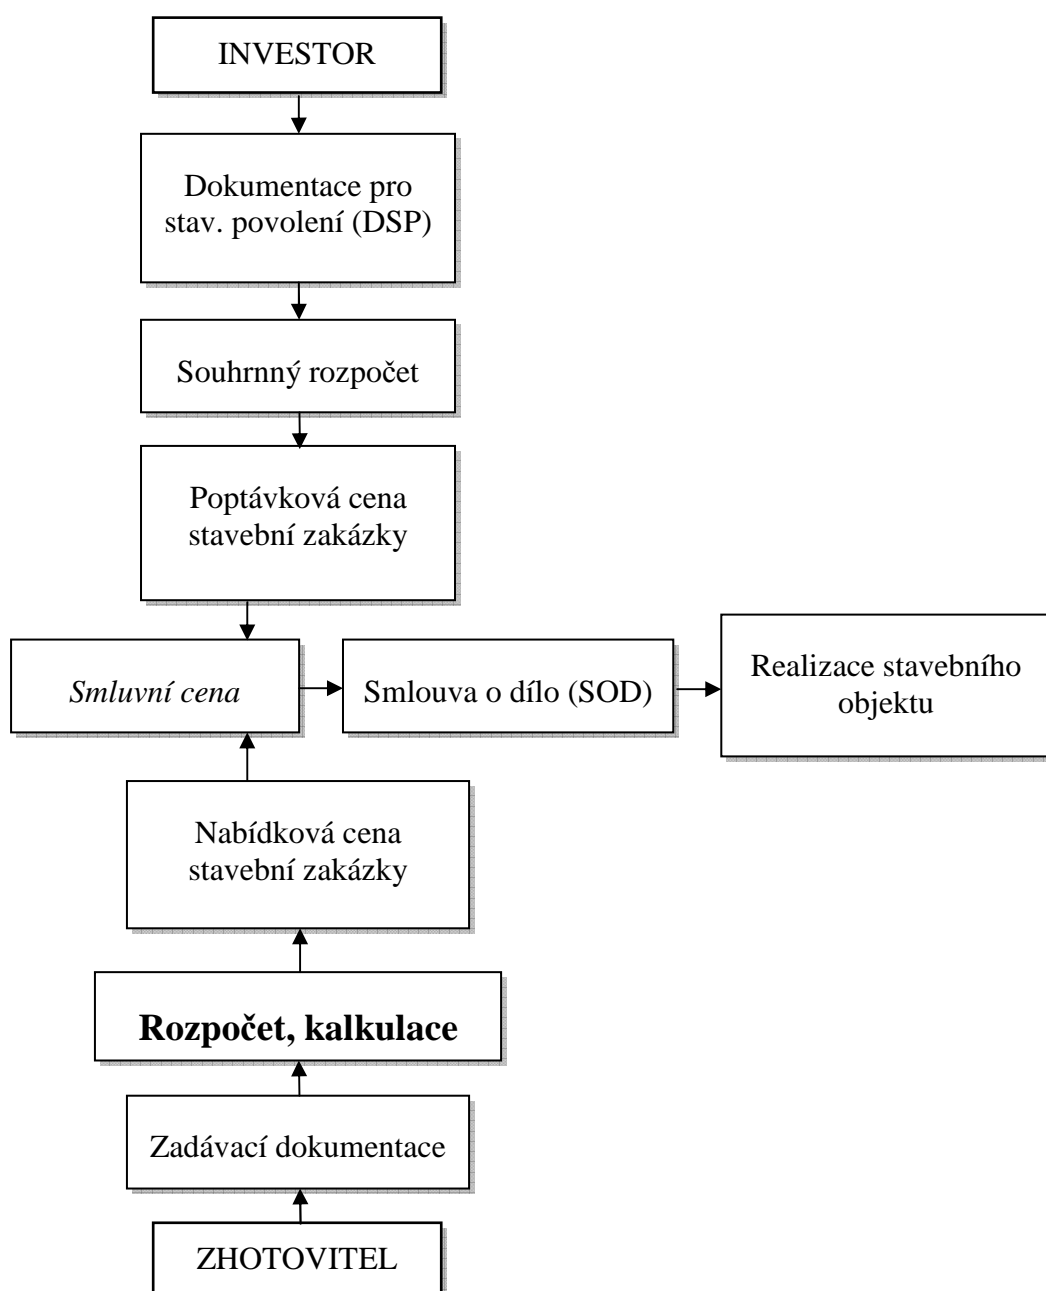 INVESTOR
Dokumentace pro
stav. povolení (DSP)
Souhrnný rozpočet
Poptávková cena
stavební zakázky
Smluvní cena
Smlouva o dílo (SOD)
Realizace stavebního
objektu
Nabídková cena
stavební zakázky
Rozpočet, kalkulace
Zadávací dokumentace
ZHOTOVITEL